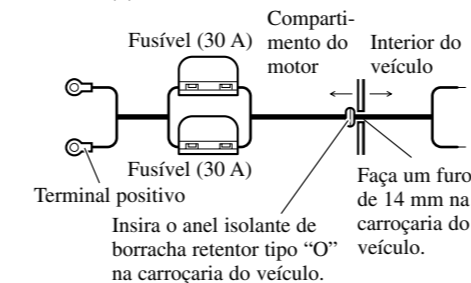 Comparti-
mento do
motor
Interior do
veículo
Fusível (30 A)
Fusível (30 A)
Terminal positivo
Insira o anel isolante de
borracha retentor tipo “O”
na carroçaria do veículo.
Faça um furo
de 14 mm na
carroçaria do
veículo.